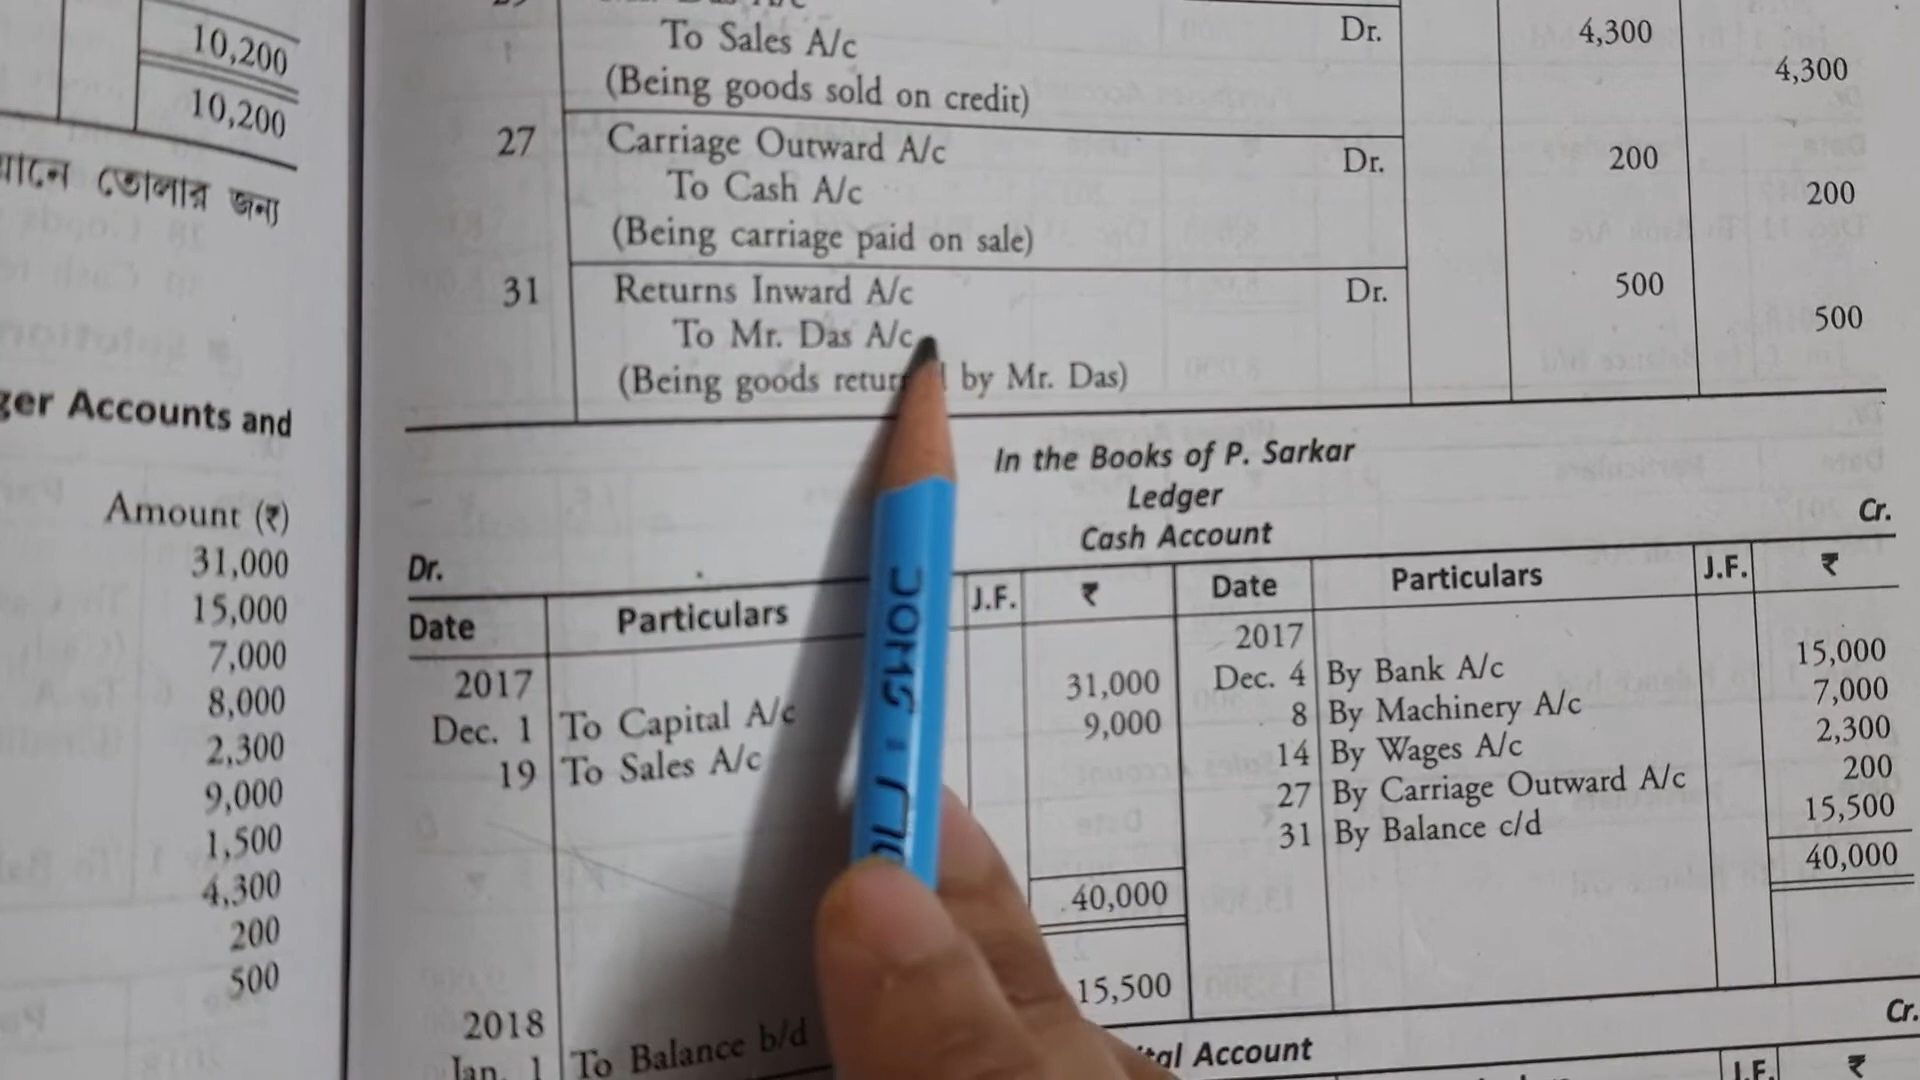 10,200
10,200
তোলার জন্য
ger Accounts and
Amount (₹)
31,000
15,000
7,000
8,000
2,300
9,000
1,500
4,300
200
500
To Sales A/c Dr. 4,300
4,300
(Being goods sold on credit)
27 Carriage Outward A/c Dr. 200
To Cash A/c 200
(Being carriage paid on sale)
31 Returns Inward A/c Dr. 500
To Mr. Das A/c 500
(Being goods retur by Mr. Das)
In the Books of P. Sarkar
Ledger
Cash Account
Dr. Cr.
Date Particulars J.F. ₹ Date Particulars J.F. ₹
2017 2017
Dec. 1 To Capital A/c 31,000 Dec. 4 By Bank A/c 15,000
19 To Sales A/c 9,000 8 By Machinery A/c 7,000
14 By Wages A/c 2,300
27 By Carriage Outward A/c 200
31 By Balance c/d 15,500
40,000 40,000
2018
Jan. 1 To Balance b/d 15,500
tal Account Cr.
J.F. ₹
DOMS